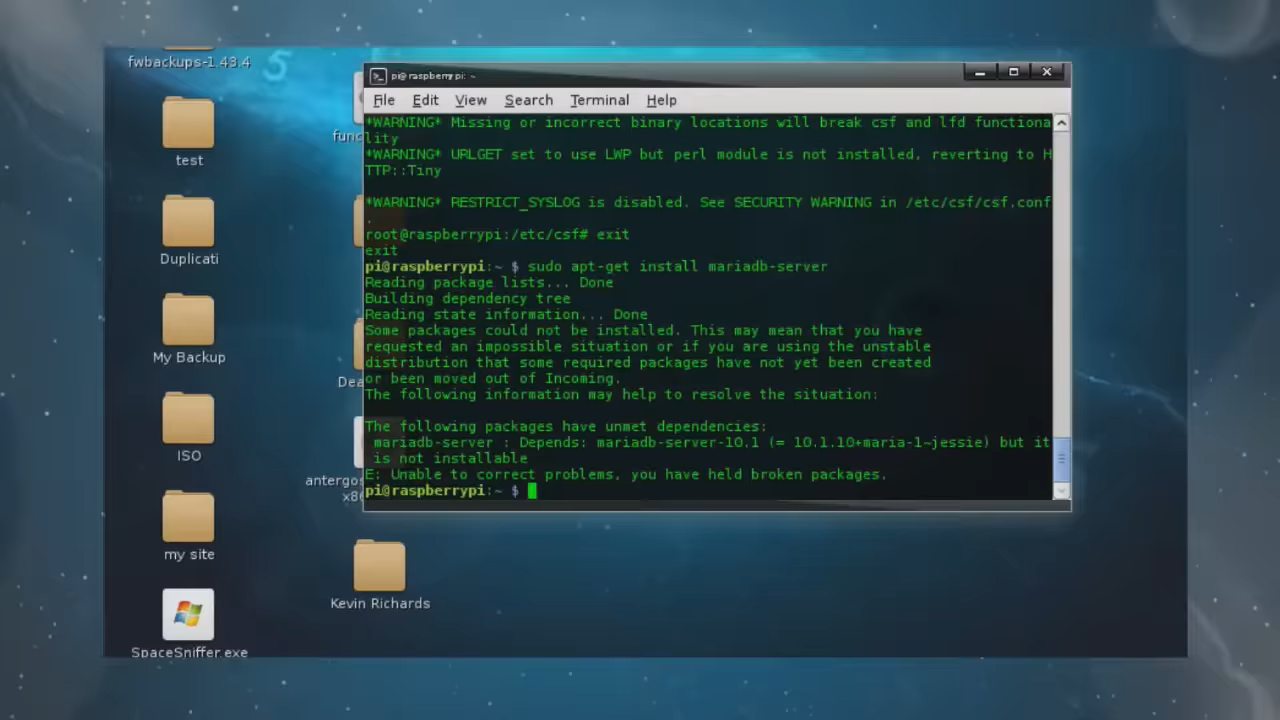 fwbackups-1.43.4
5
test
Duplicati
My Backup
ISO
my site
SpaceSniffer.exe
Kevin Richards
pi@raspberrypi: ~
File Edit View Search Terminal Help
*WARNING* Missing or incorrect binary locations will break csf and lfd functiona
lity
*WARNING* URLGET set to use LWP but perl module is not installed, reverting to H
TTP::Tiny
*WARNING* RESTRICT_SYSLOG is disabled. See SECURITY WARNING in /etc/csf/csf.conf
.
root@raspberrypi:/etc/csf# exit
exit
pi@raspberrypi:~ $ sudo apt-get install mariadb-server
Reading package lists... Done
Building dependency tree
Reading state information... Done
Some packages could not be installed. This may mean that you have
requested an impossible situation or if you are using the unstable
distribution that some required packages have not yet been created
or been moved out of Incoming.
The following information may help to resolve the situation:
The following packages have unmet dependencies:
mariadb-server : Depends: mariadb-server-10.1 (= 10.1.10+maria-1~jessie) but it
is not installable
E: Unable to correct problems, you have held broken packages.
pi@raspberrypi:~ $